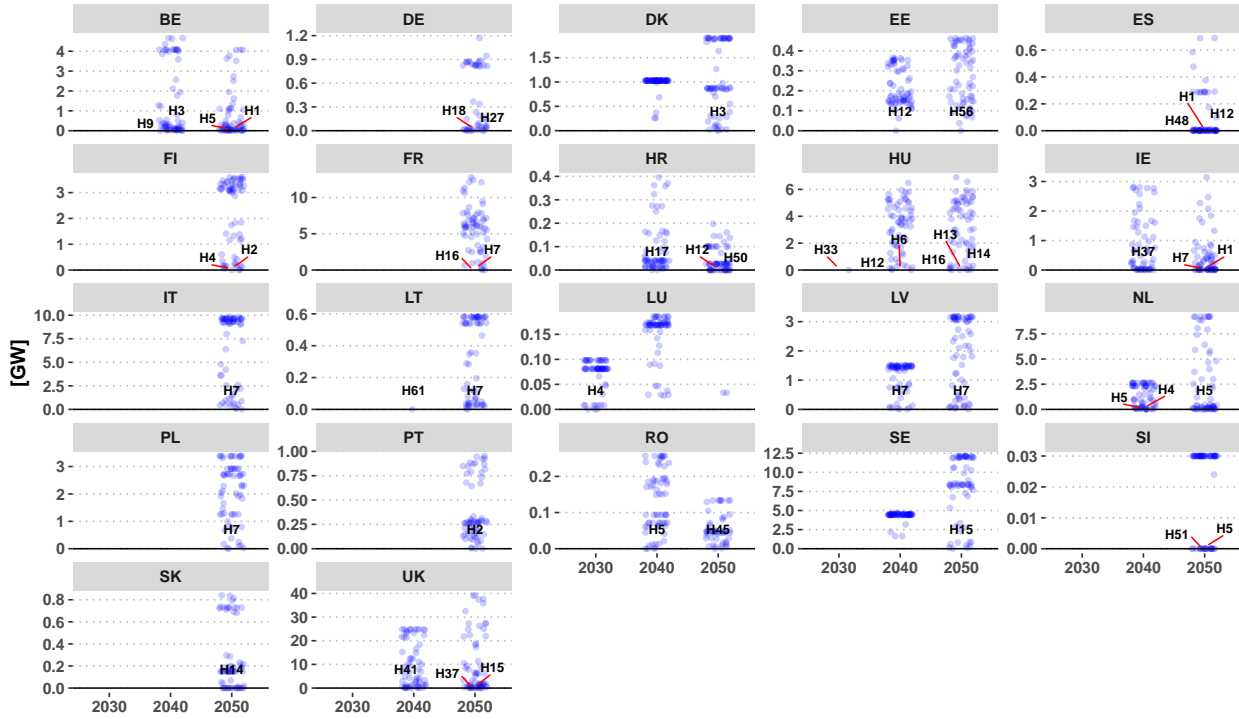 BE DE DK EE ES
4 3 2 1 0 H9 H3 H5 H1
1.2 0.9 0.6 0.3 0.0 H18 H27
1.5 1.0 0.5 0.0 H3
0.4 0.3 0.2 0.1 0.0 H12 H56
0.6 0.4 0.2 0.0 H1 H48 H12
FI FR HR HU IE
3 2 1 0 H4 H2
10 5 0 H16 H7
0.4 0.3 0.2 0.1 0.0 H17 H12 H50
6 4 2 0 H33 H12 H6 H13 H16 H14
3 2 1 0 H37 H7 H1
IT LT LU LV NL
10.0 7.5 5.0 2.5 0.0 H7
0.6 0.4 0.2 0.0 H61 H7
0.15 0.10 0.05 0.00 H4
3 2 1 0 H7 H7
7.5 5.0 2.5 0.0 H5 H4 H5
[GW]
PL PT RO SE SI
3 2 1 0 H7
1.00 0.75 0.50 0.25 0.00 H2
0.2 0.1 0.0 H5 H45
12.5 10.0 7.5 5.0 2.5 0.0 H15
0.03 0.02 0.01 0.00 H51 H5
2030 2040 2050 2030 2040 2050 2030 2040 2050
SK UK
0.8 0.6 0.4 0.2 0.0 H14
40 30 20 10 0 H41 H37 H15
2030 2040 2050 2030 2040 2050